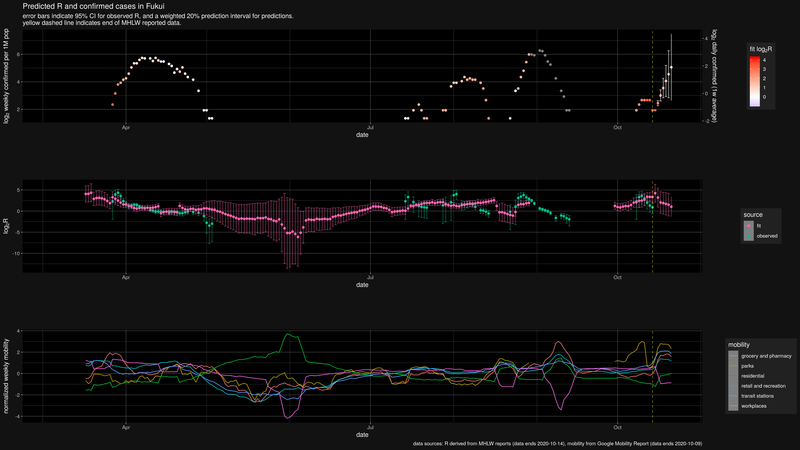 Predicted R and confirmed cases in Fukui
error bars indicate 95% CI for observed R, and a weighted 20% prediction interval for predictions.
yellow dashed line indicates end of MHLW reported data.
log₂ weekly confirmed per 1M pop
6
4
2
4
2
0
-2
log₂ daily confirmed (1w average)
Apr
Jul
Oct
date
fit log₂R
4
3
2
1
0
log₂R
5
0
-5
-10
Apr
Jul
Oct
date
source
fit
observed
normalized weekly mobility
4
2
0
-2
-4
Apr
Jul
Oct
date
mobility
grocery and pharmacy
parks
residential
retail and recreation
transit stations
workplaces
data sources: R derived from MHLW reports (data ends 2020-10-14), mobility from Google Mobility Report (data ends 2020-10-09)